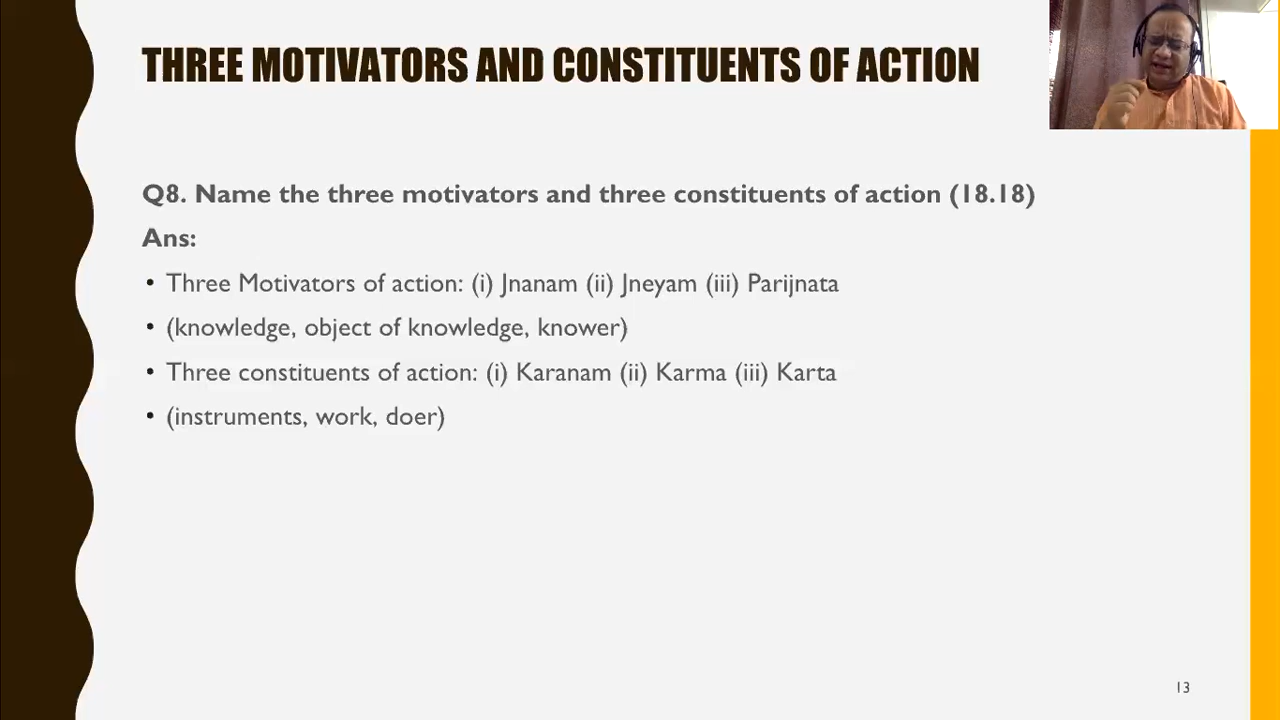 THREE MOTIVATORS AND CONSTITUENTS OF ACTION
Q8. Name the three motivators and three constituents of action (18.18)
Ans:
• Three Motivators of action: (i) Jnanam (ii) Jneyam (iii) Parijnata
• (knowledge, object of knowledge, knower)
• Three constituents of action: (i) Karanam (ii) Karma (iii) Karta
• (instruments, work, doer)
13